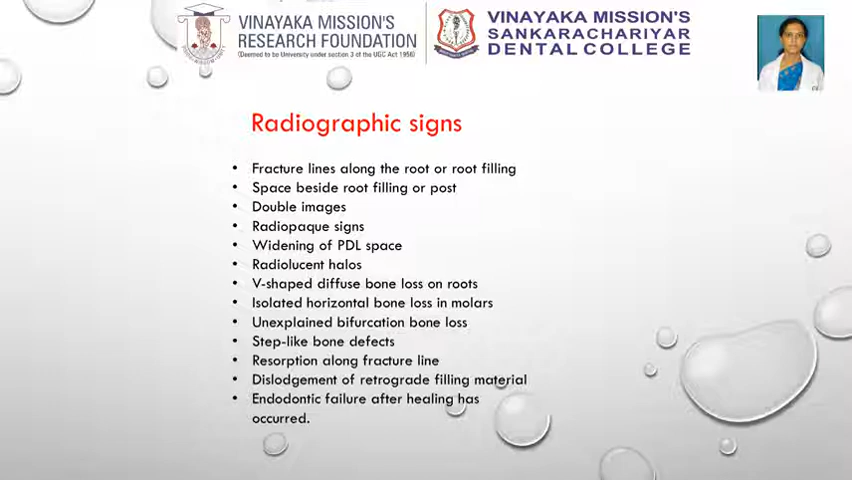 VINAYAKA MISSION'S
RESEARCH FOUNDATION
(Deemed to be University under section 3 of the UGC Act 1956)
VINAYAKA MISSION'S
SANKARACHARIYAR
DENTAL COLLEGE
Radiographic signs
• Fracture lines along the root or root filling
• Space beside root filling or post
• Double images
• Radiopaque signs
• Widening of PDL space
• Radiolucent halos
• V-shaped diffuse bone loss on roots
• Isolated horizontal bone loss in molars
• Unexplained bifurcation bone loss
• Step-like bone defects
• Resorption along fracture line
• Dislodgement of retrograde filling material
• Endodontic failure after healing has
occurred.